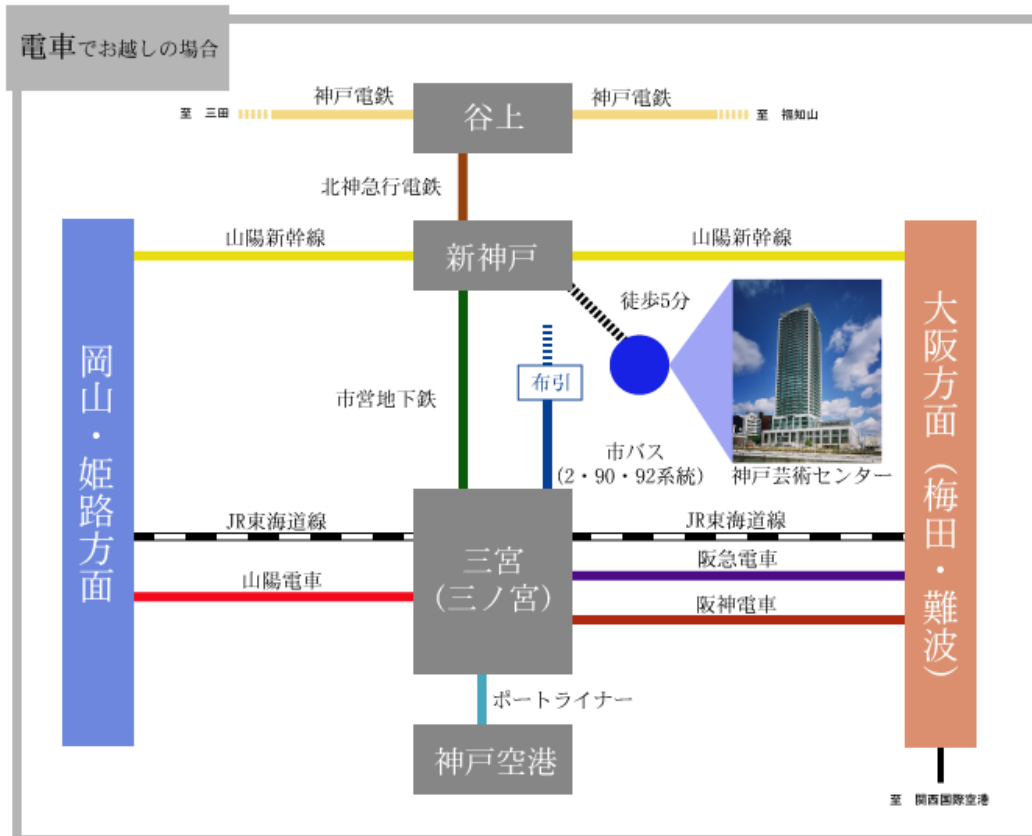 電車でお越しの場合
神戸電鉄
神戸電鉄
至 三田
谷上
至 福知山
北神急行電鉄
山陽新幹線
新神戸
山陽新幹線
徒歩5分
岡山・姫路方面
大阪方面(梅田・難波)
布引
市営地下鉄
市バス
(2・90・92系統)
神戸芸術センター
JR東海道線
JR東海道線
三宮
(三ノ宮)
阪急電車
山陽電車
阪神電車
ポートライナー
神戸空港
至 関西国際空港